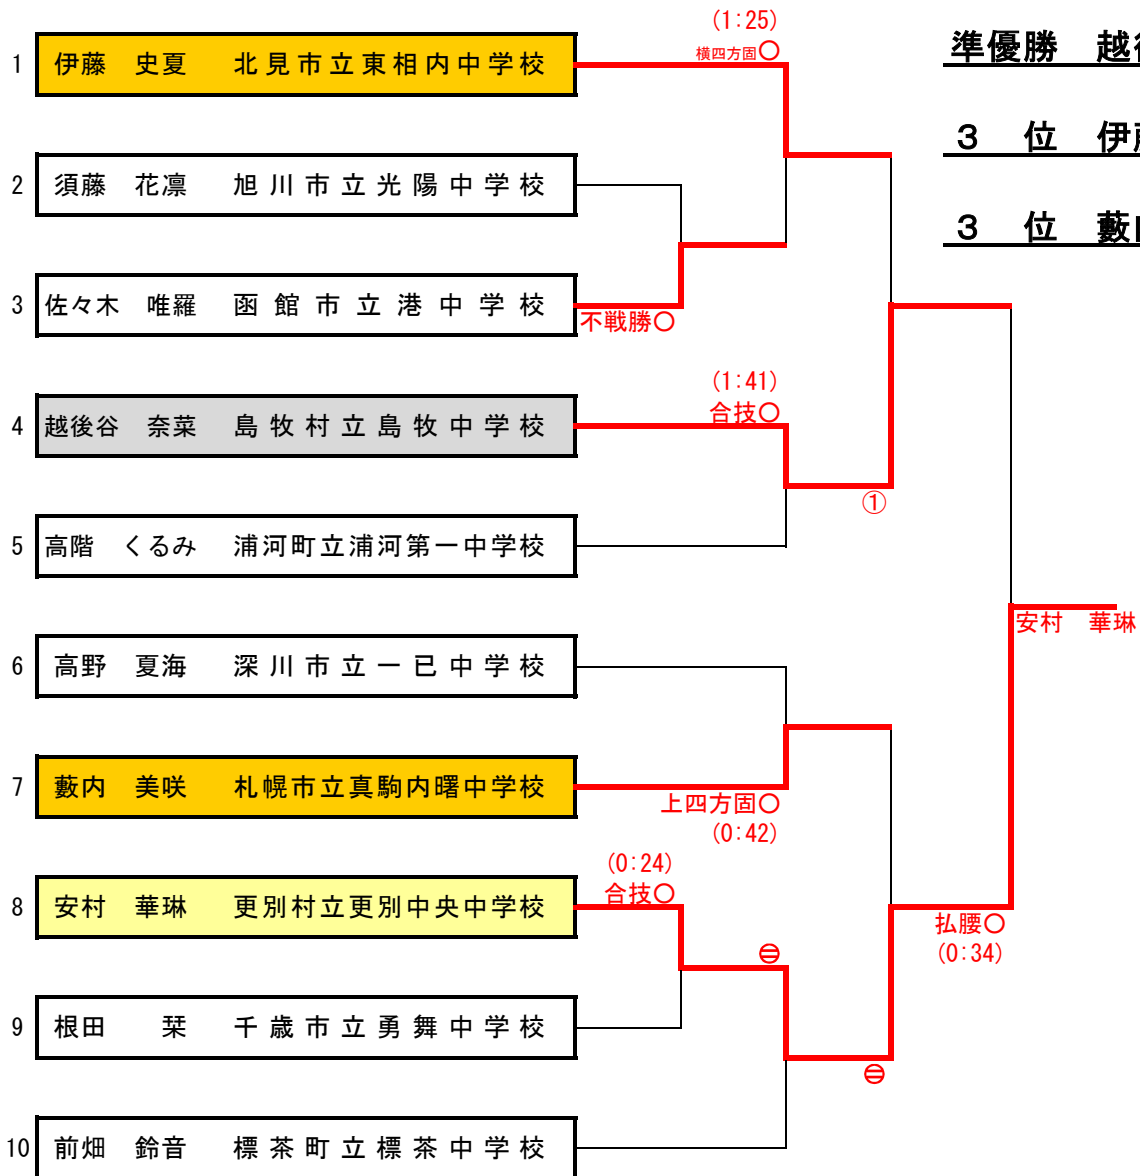 (1:25)
横四方固○
準優勝　越後
1 伊藤　史夏　北見市立東相内中学校
3　位　伊藤
2 須藤　花凛　旭川市立光陽中学校
3　位　藪内
3 佐々木　唯羅　函館市立港中学校
不戦勝○
(1:41)
合技○
4 越後谷　奈菜　島牧村立島牧中学校
①
5 高階　くるみ　浦河町立浦河第一中学校
安村　華琳
6 高野　夏海　深川市立一已中学校
7 藪内　美咲　札幌市立真駒内曙中学校
上四方固○
(0:42)
(0:24)
合技○
8 安村　華琳　更別村立更別中央中学校
払腰○
(0:34)
㊁
9 根田　栞　千歳市立勇舞中学校
㊁
10 前畑　鈴音　標茶町立標茶中学校